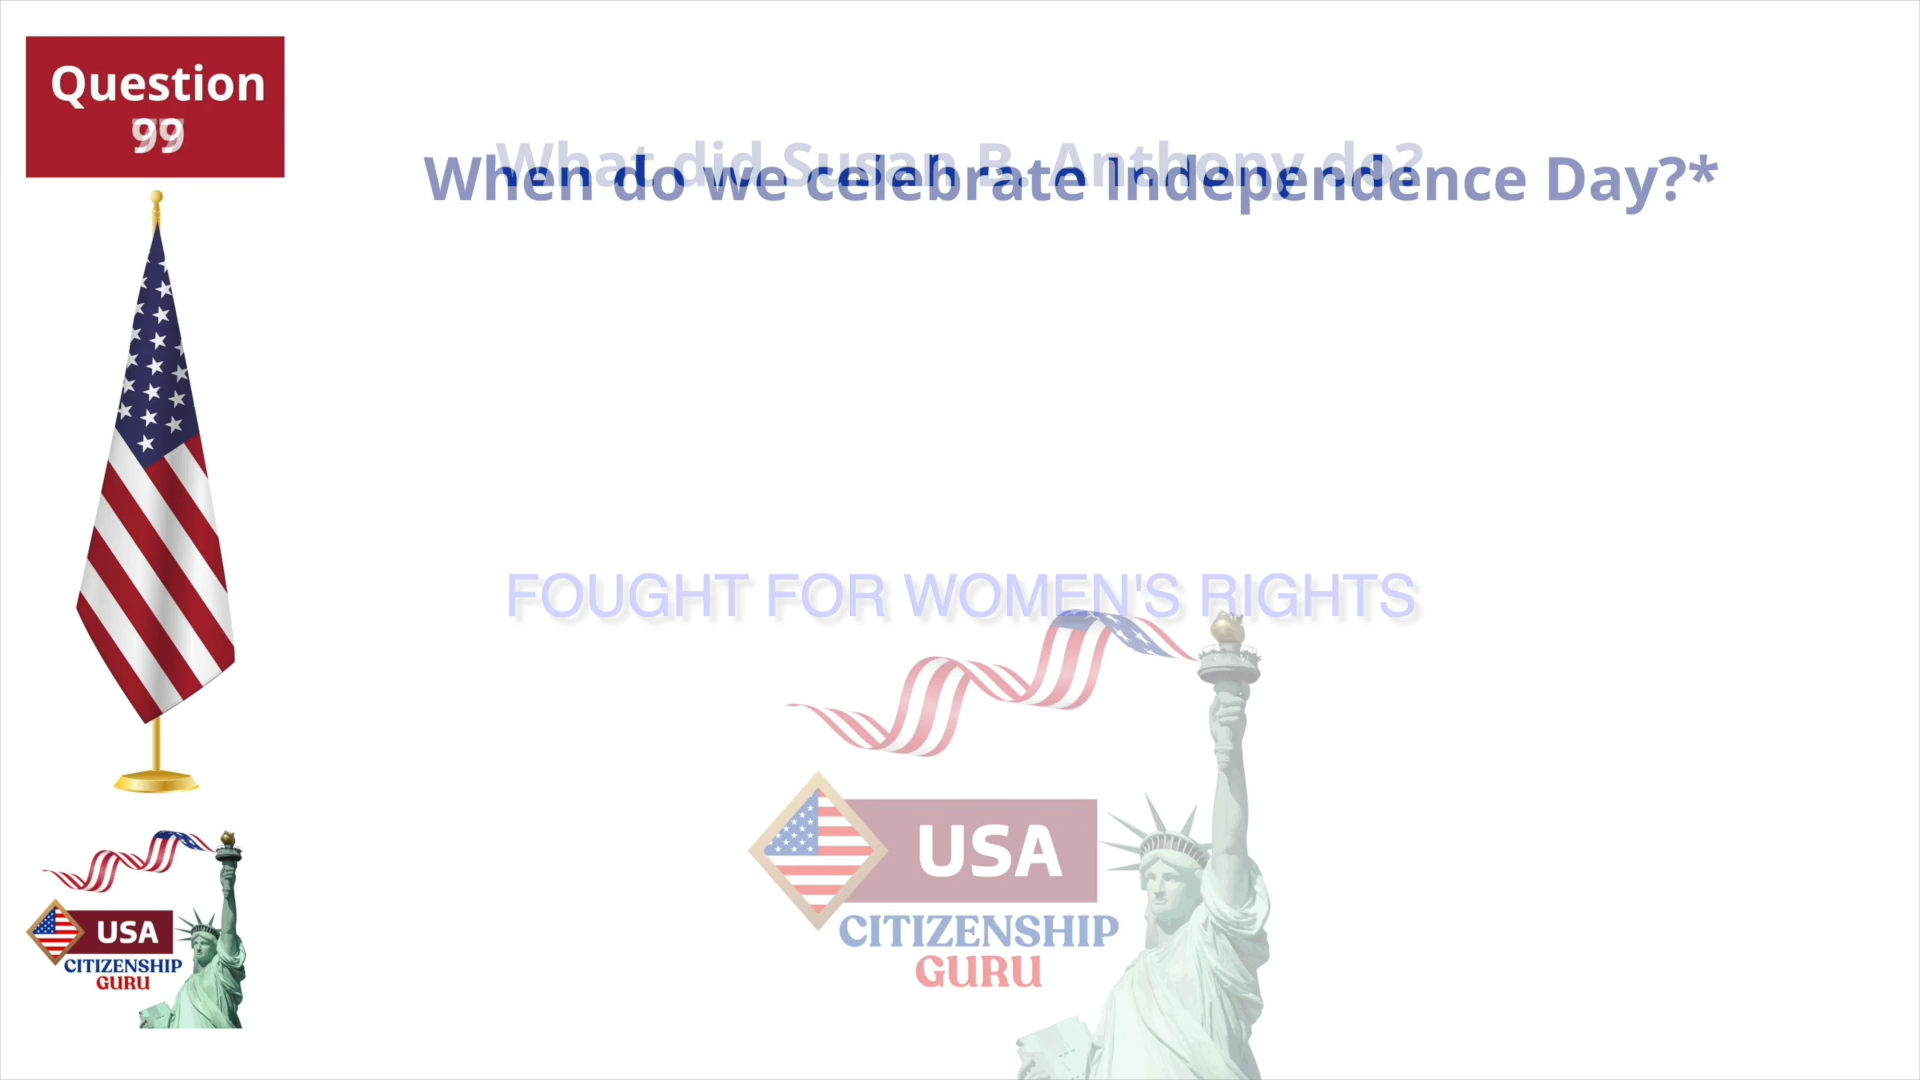 Question
99
What did Susan B. Anthony do?
When do we celebrate Independence Day?*
FOUGHT FOR WOMEN'S RIGHTS
USA
CITIZENSHIP
GURU
USA
CITIZENSHIP
GURU